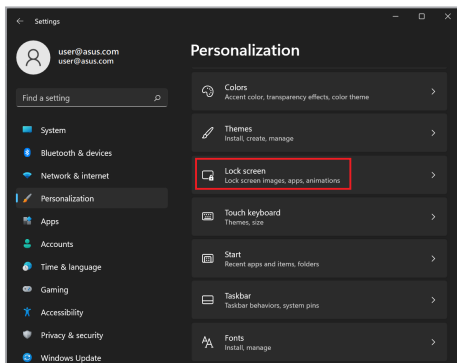 Settings
user@asus.com
user@asus.com
Find a setting
System
Bluetooth & devices
Network & internet
Personalization
Apps
Accounts
Time & language
Gaming
Accessibility
Privacy & security
Windows Update
Personalization
Colors
Accent color, transparency effects, color theme
Themes
Install, create, manage
Lock screen
Lock screen images, apps, animations
Touch keyboard
Themes, size
Start
Recent apps and items, folders
Taskbar
Taskbar behaviors, system pins
Fonts
Install, manage